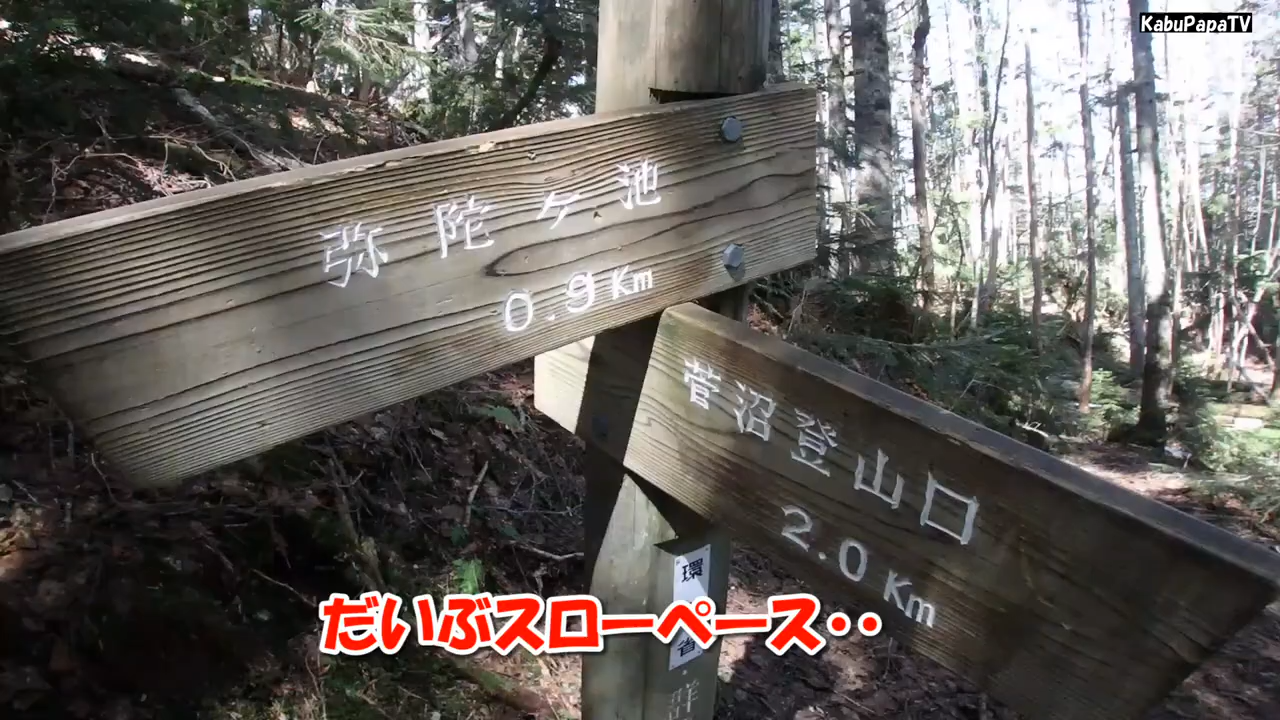 KabuPapaTV
弥陀ヶ池
0.9Km
菅沼登山口
2.0Km
環
省
群
だいぶスローペース・・